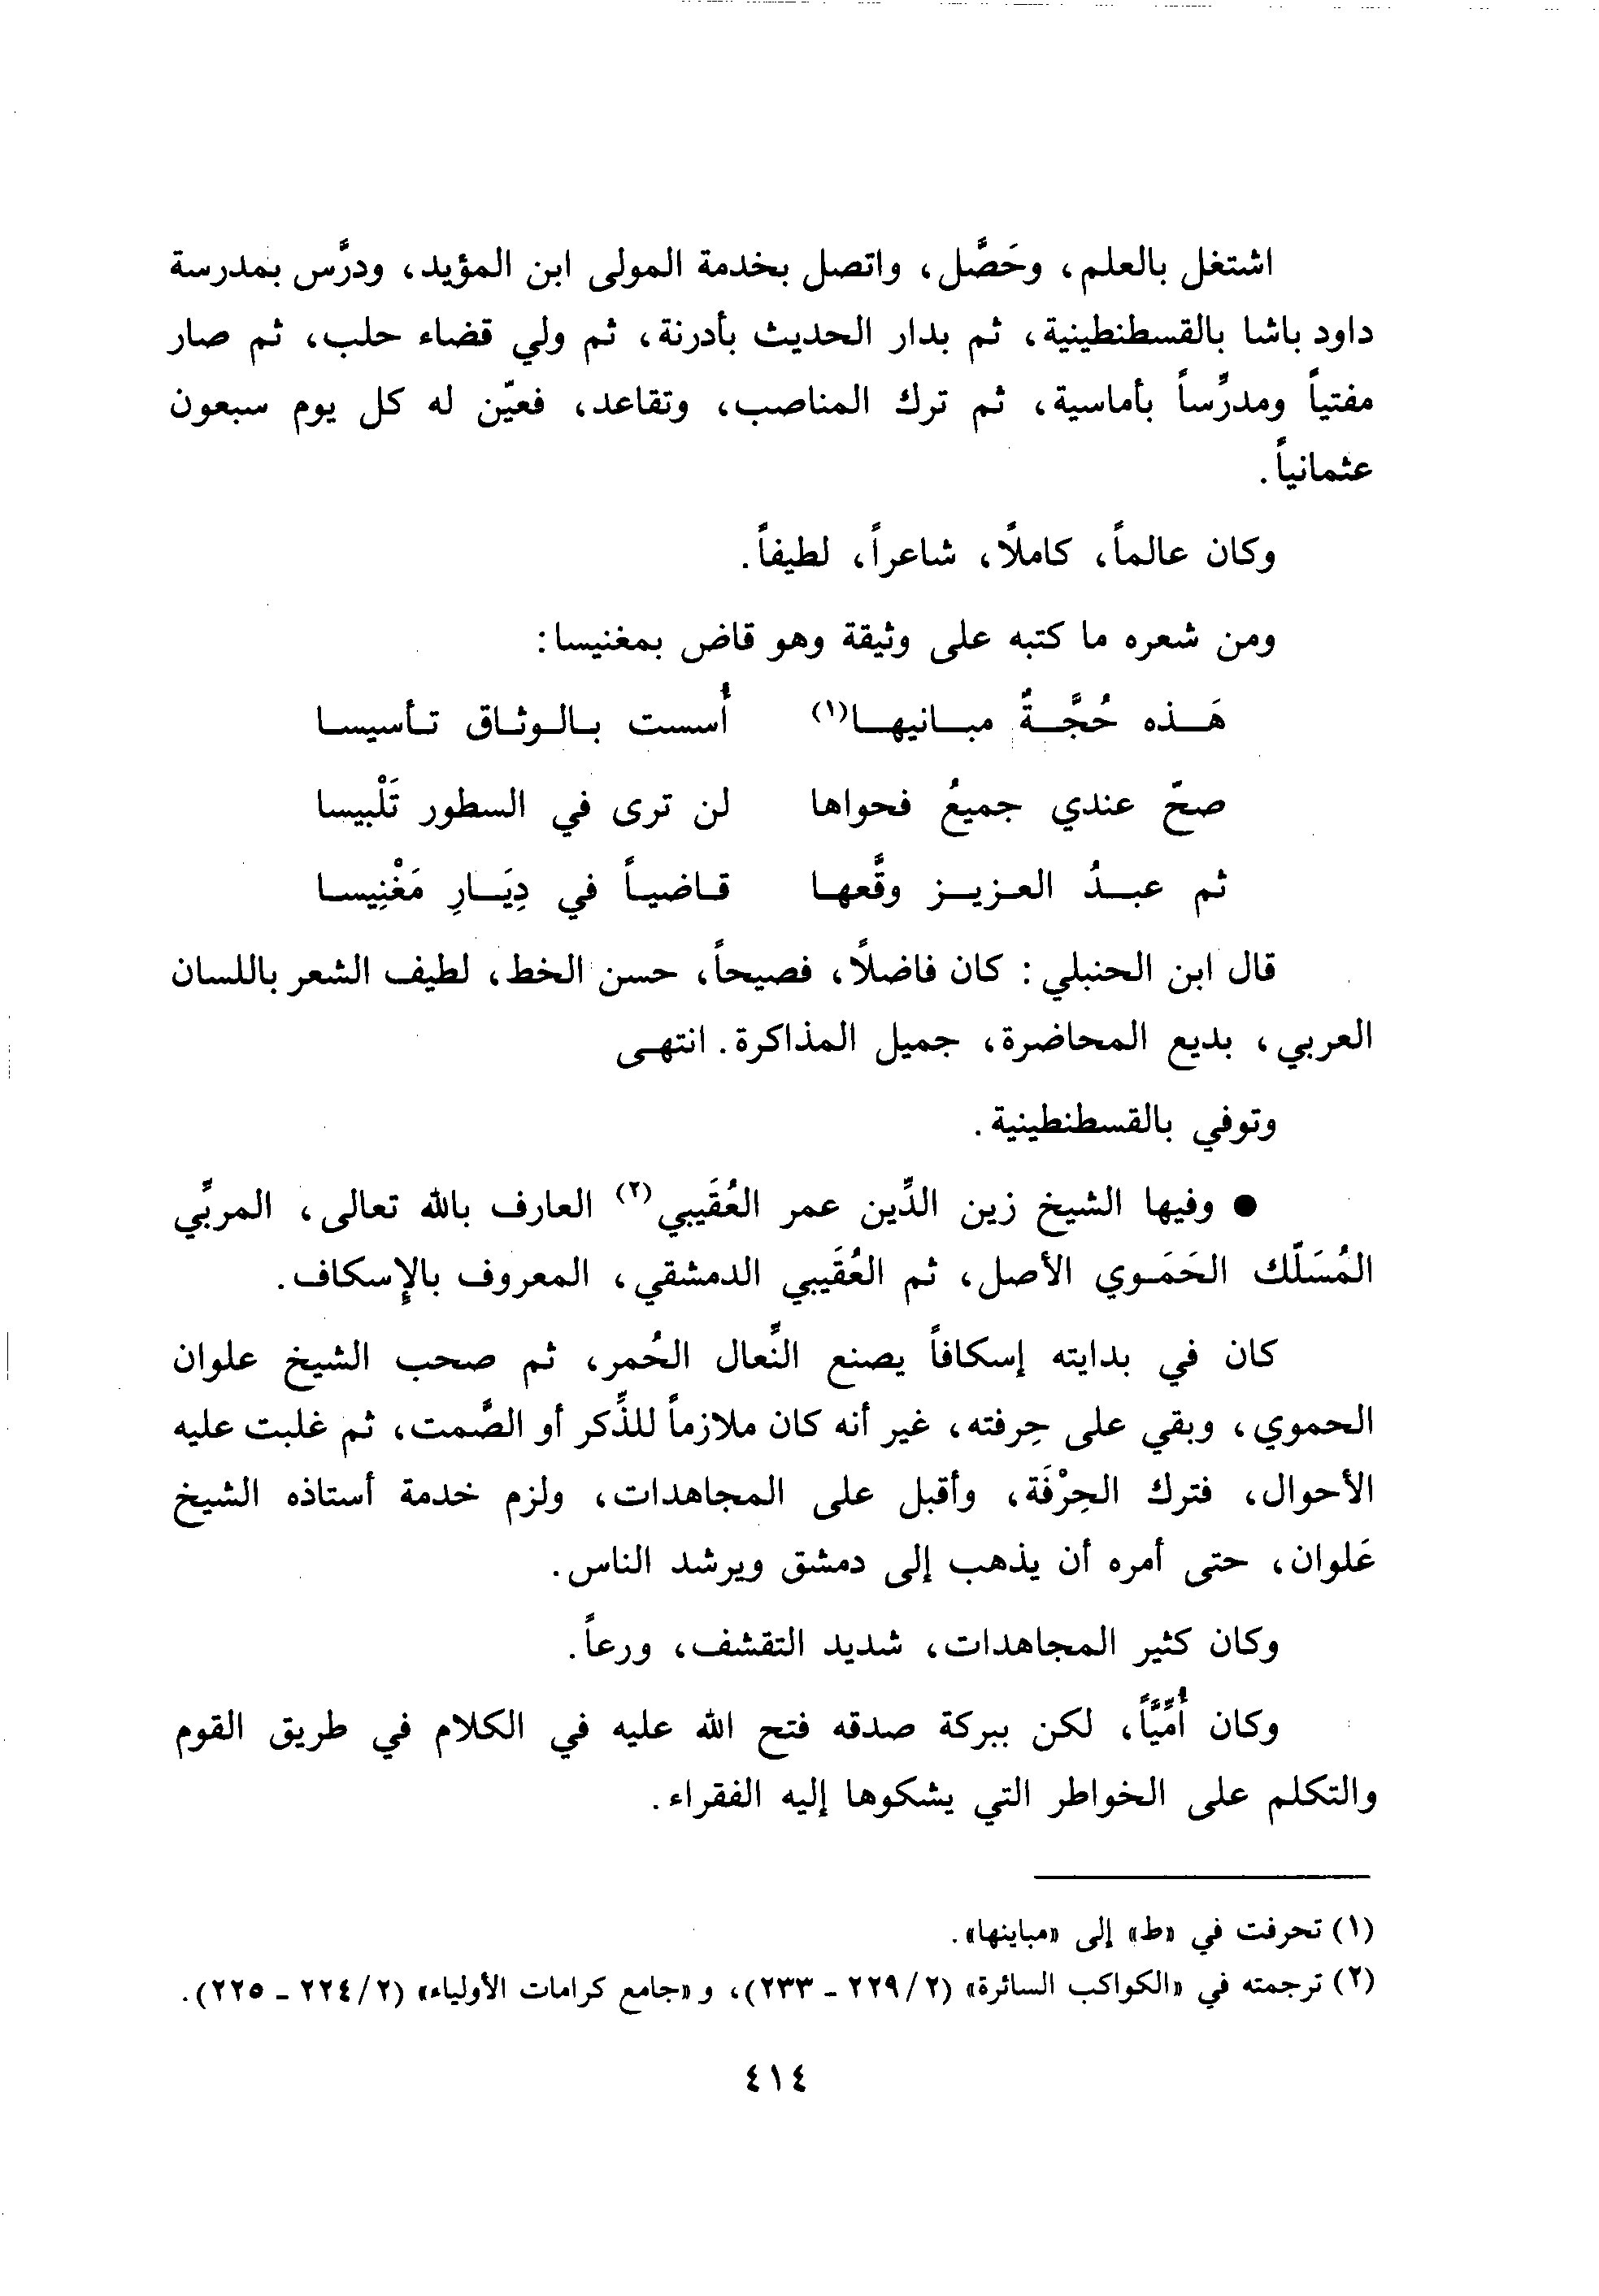 اشتغل بالعلم، وحَصَّل، واتصل بخدمة المولى ابن المؤيد، ودرَّس بمدرسة
داود باشا بالقسطنطينية، ثم بدار الحديث بأدرنة، ثم ولي قضاء حلب، ثم صار
مفتياً ومدرِّساً بأماسية، ثم ترك المناصب، وتقاعد، فعيّن له كل يوم سبعون
عثمانياً.
وكان عالماً، كاملًا، شاعراً، لطيفاً.
ومن شعره ما كتبه على وثيقة وهو قاض بمغنيسا:
هَـذه حُجَّـةٌ مبـانيهـا(١) أُسست بـالـوثـاق تـأسيسـا
صحّ عندي جميعُ فحواها لن ترى في السطور تَلْبيسا
ثم عبـدُ العـزيـز وقَّعهـا قـاضيـاً في دِيَـارِ مَغْنِيسـا
قال ابن الحنبلي: كان فاضلًا، فصيحاً، حسن الخط، لطيف الشعر باللسان
العربي، بديع المحاضرة، جميل المذاكرة. انتهى
وتوفي بالقسطنطينية.
● وفيها الشيخ زين الدِّين عمر العُقَيبي(٢) العارف بالله تعالى، المربِّي
المُسَلّك الحَمَـوي الأصل، ثم العُقَيبي الدمشقي، المعروف بالإسكاف.
كان في بدايته إسكافاً يصنع النِّعال الحُمر، ثم صحب الشيخ علوان
الحموي، وبقي على حِرفته، غير أنه كان ملازماً للذِّكر أو الصَّمت، ثم غلبت عليه
الأحوال، فترك الحِرْفَة، وأقبل على المجاهدات، ولزم خدمة أستاذه الشيخ
عَلوان، حتى أمره أن يذهب إلى دمشق ويرشد الناس.
وكان كثير المجاهدات، شديد التقشف، ورعاً.
وكان أُمِّيَّاً، لكن ببركة صدقه فتح الله عليه في الكلام في طريق القوم
والتكلم على الخواطر التي يشكوها إليه الفقراء.
(١) تحرفت في «ط» إلى «مباينها».
(٢) ترجمته في «الكواكب السائرة» (٢/ ٢٢٩ - ٢٣٣)، و«جامع كرامات الأولياء» (٢/ ٢٢٤ - ٢٢٥).
٤١٤